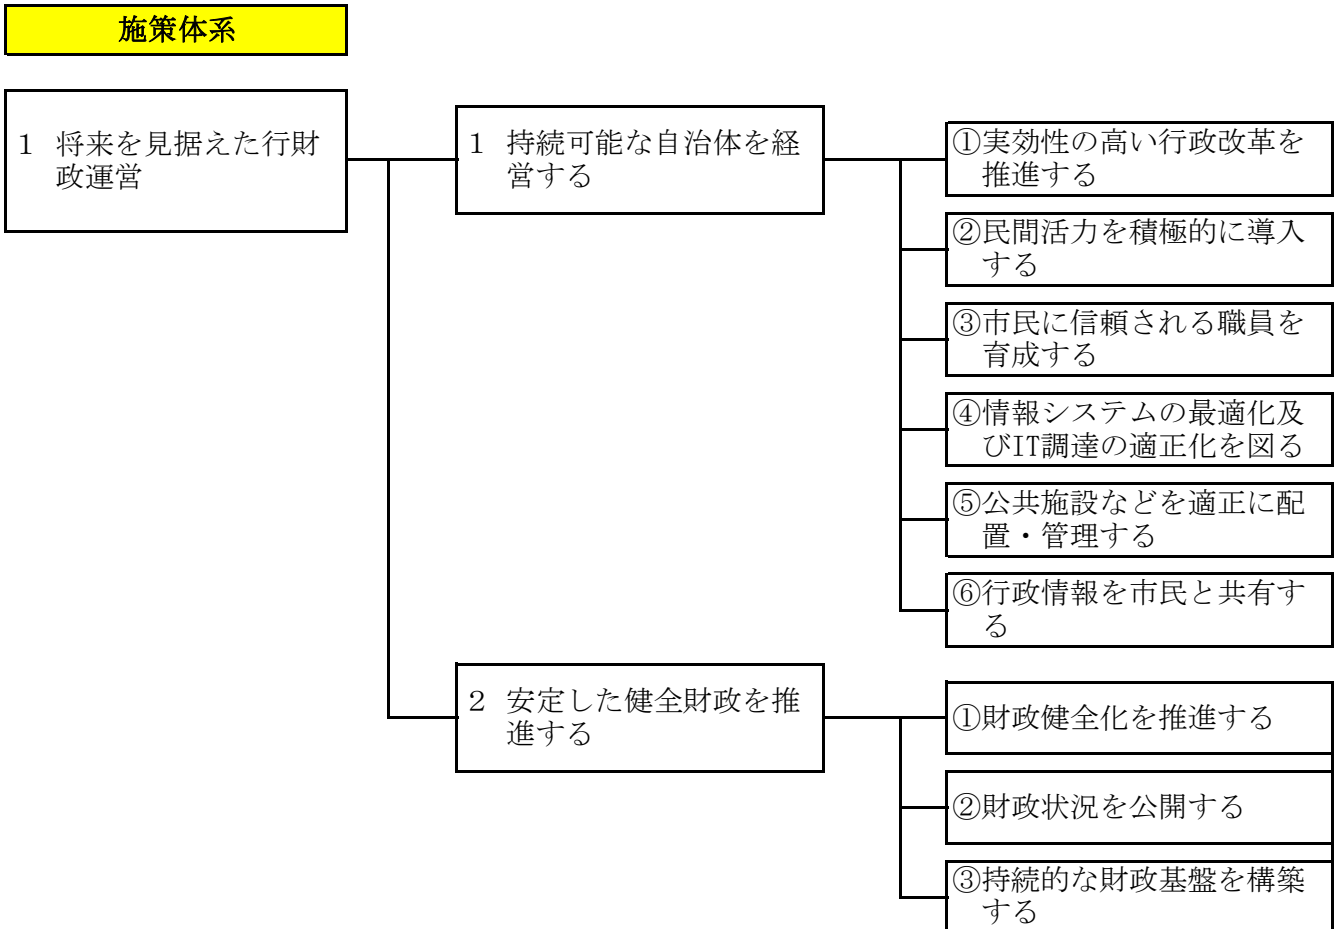 施策体系
1 将来を見据えた行財
政運営
1 持続可能な自治体を経
営する
①実効性の高い行政改革を
推進する
②民間活力を積極的に導入
する
③市民に信頼される職員を
育成する
④情報システムの最適化及
びIT調達の適正化を図る
⑤公共施設などを適正に配
置・管理する
⑥行政情報を市民と共有す
る
2 安定した健全財政を推
進する
①財政健全化を推進する
②財政状況を公開する
③持続的な財政基盤を構築
する